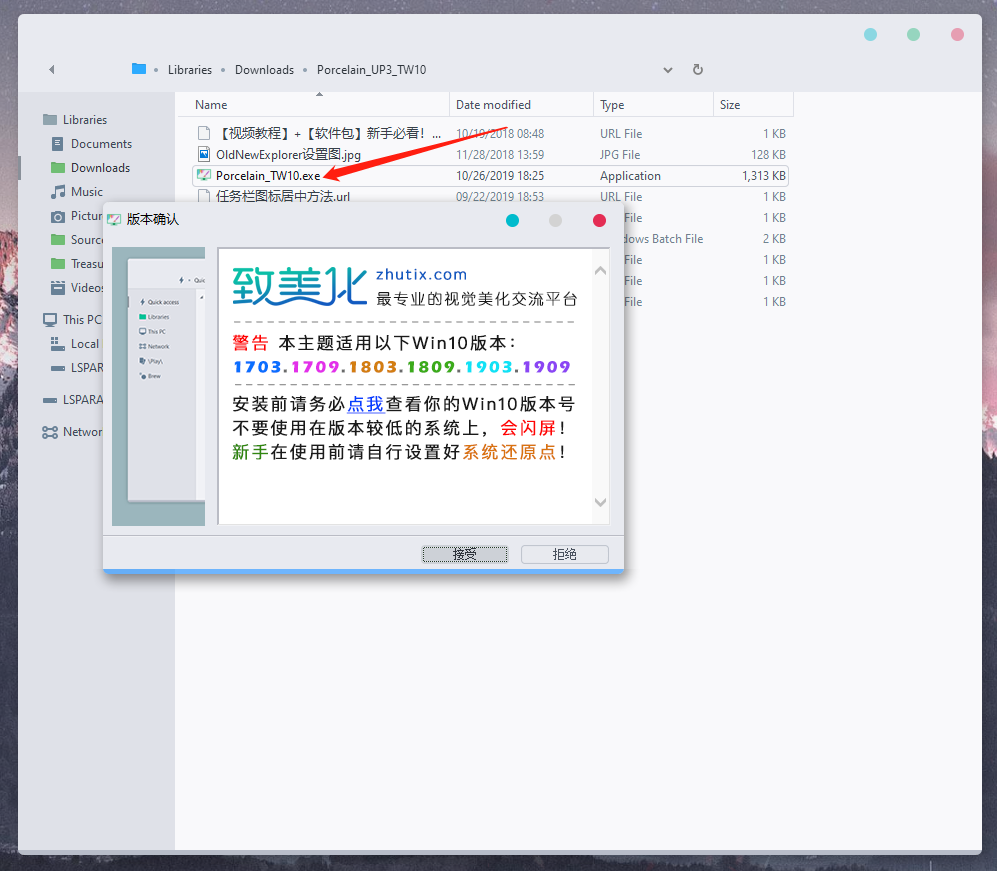 Libraries • Downloads • Porcelain_UP3_TW10
Name Date modified Type Size
【视频教程】+【软件包】新手必看！... 10/19/2018 08:48 URL File 1 KB
OldNewExplorer设置图.jpg 11/28/2018 13:59 JPG File 128 KB
Porcelain_TW10.exe 10/26/2019 18:25 Application 1,313 KB
任务栏图标居中方法.url 09/22/2019 18:53 URL File 1 KB
File 1 KB
dows Batch File 2 KB
File 1 KB
File 1 KB
File 1 KB
Libraries
Documents
Downloads
Music
Pictur
Source
Treasu
Videos
This PC
Local
LSPAR
LSPARA
Networ
版本确认
Quick access
Libraries
This PC
Network
\Play\
Brew
致美化 zhutix.com
最专业的视觉美化交流平台
警告 本主题适用以下Win10版本：
1703.1709.1803.1809.1903.1909
安装前请务必点我查看你的Win10版本号
不要使用在版本较低的系统上，会闪屏！
新手在使用前请自行设置好系统还原点！
接受 拒绝